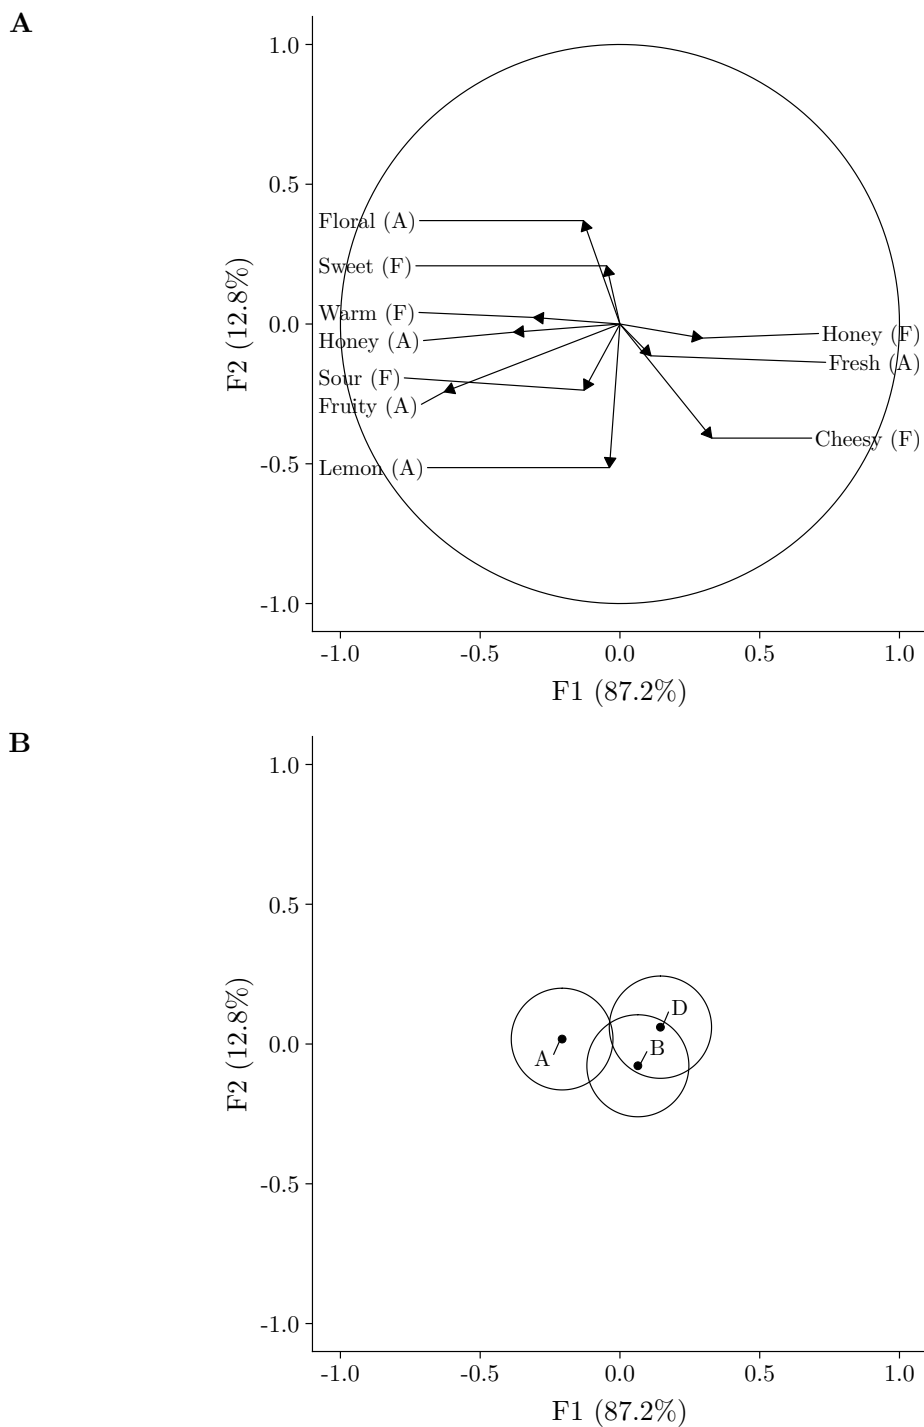 A
1.0
0.5
0.0
-0.5
-1.0
F2 (12.8%)
Floral (A)
Sweet (F)
Warm (F)
Honey (A)
Sour (F)
Fruity (A)
Lemon (A)
Honey (F)
Fresh (A)
Cheesy (F)
-1.0 -0.5 0.0 0.5 1.0
F1 (87.2%)
B
1.0
0.5
0.0
-0.5
-1.0
F2 (12.8%)
A
B
D
-1.0 -0.5 0.0 0.5 1.0
F1 (87.2%)